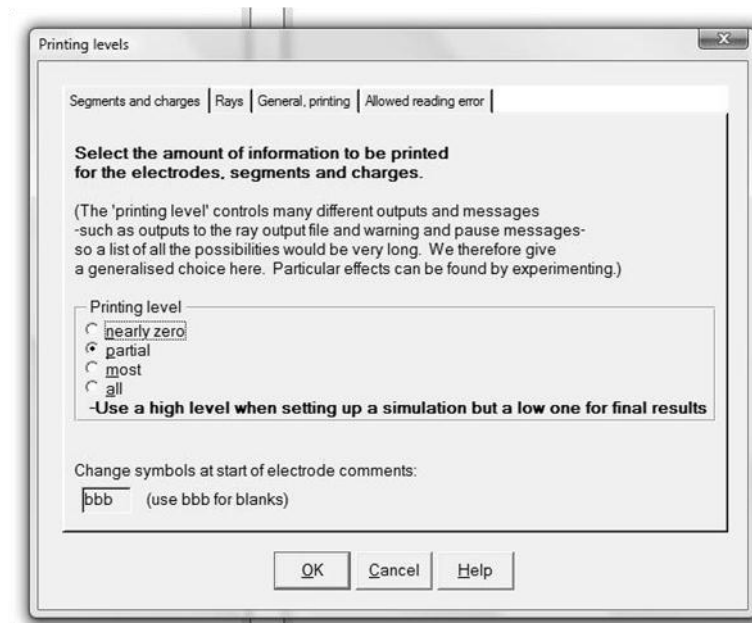 Printing levels
X
Segments and charges Rays General, printing Allowed reading error
Select the amount of information to be printed
for the electrodes, segments and charges.
(The 'printing level' controls many different outputs and messages
-such as outputs to the ray output file and warning and pause messages-
so a list of all the possibilities would be very long. We therefore give
a generalised choice here. Particular effects can be found by experimenting.)
Printing level
nearly zero
partial
most
all
-Use a high level when setting up a simulation but a low one for final results
Change symbols at start of electrode comments:
bbb (use bbb for blanks)
OK Cancel Help